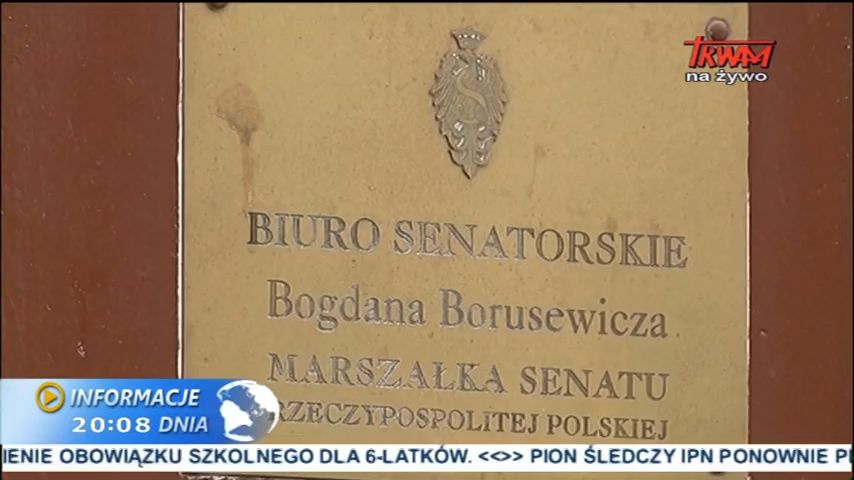 TRWAM
na żywo
BIURO SENATORSKIE
Bogdana Borusewicza
MARSZAŁKA SENATU
RZECZYPOSPOLITEJ POLSKIEJ
INFORMACJE
20:08 DNIA
IENIE OBOWIĄZKU SZKOLNEGO DLA 6-LATKÓW. <<>> PION ŚLEDCZY IPN PONOWNIE